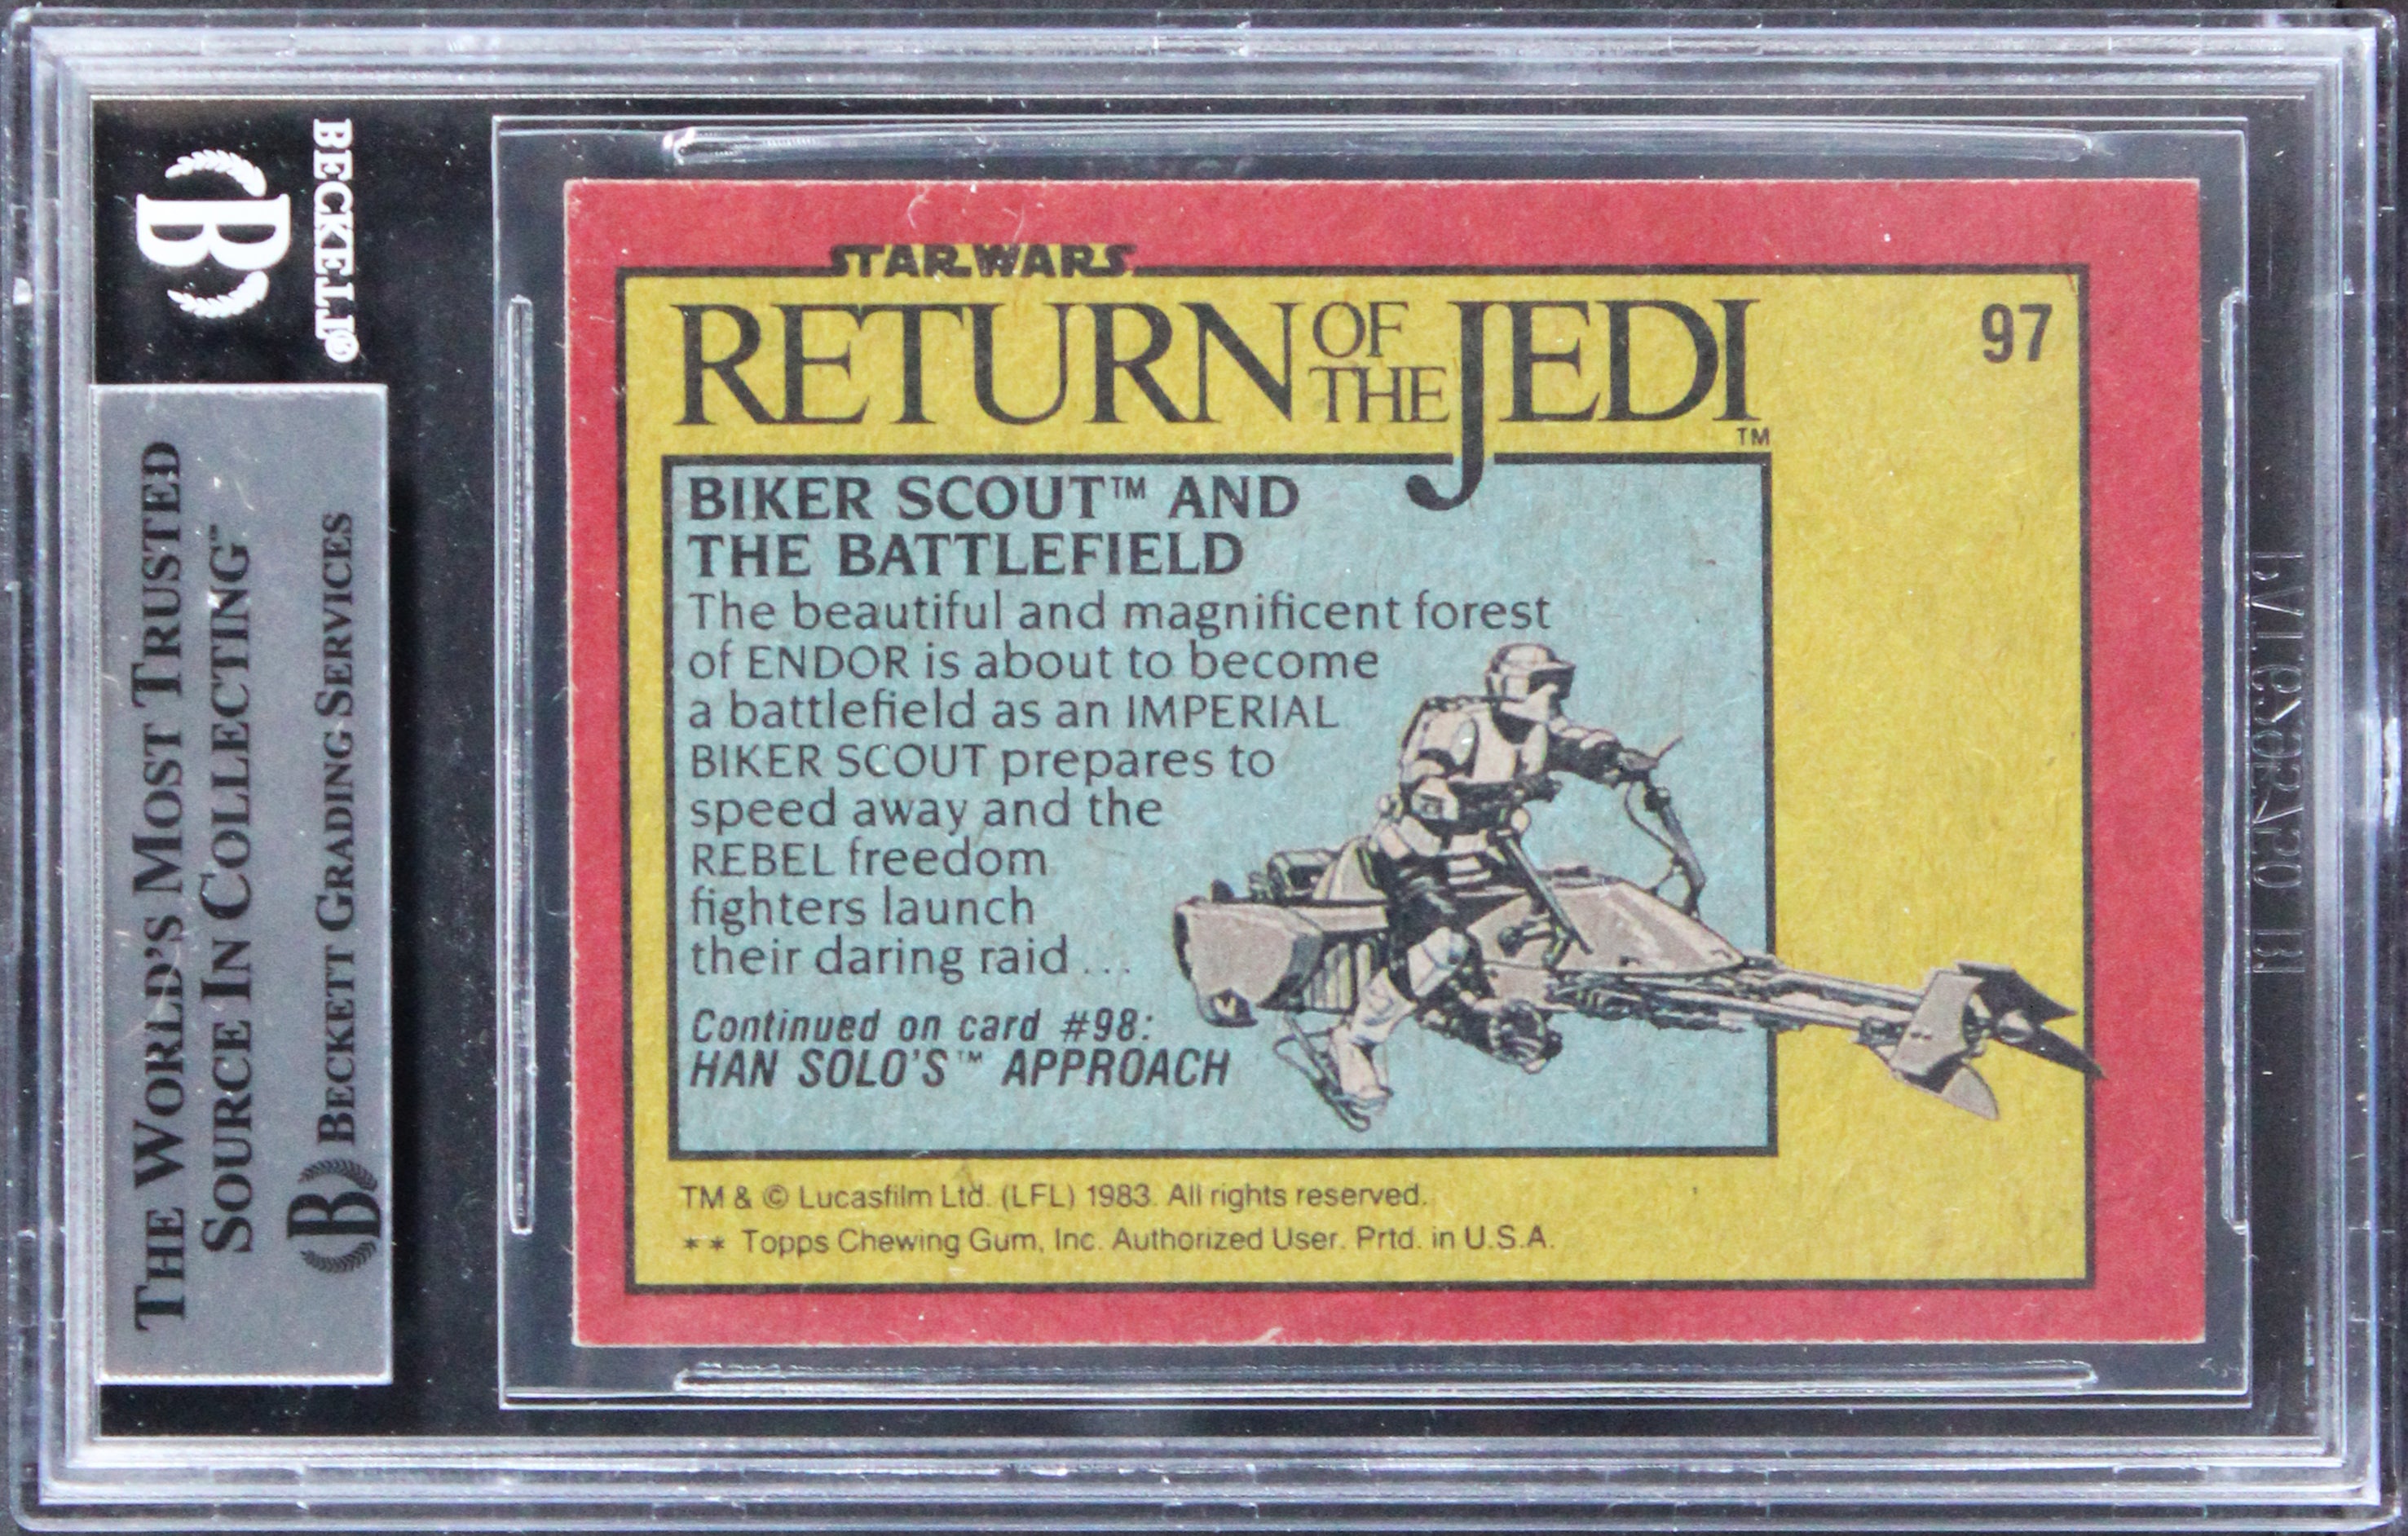 BECKETT®
B
THE WORLD'S MOST TRUSTED
SOURCE IN COLLECTING™
B BECKETT GRADING SERVICES
STAR WARS
RETURN OF THE JEDI™
97
BIKER SCOUT™ AND
THE BATTLEFIELD
The beautiful and magnificent forest
of ENDOR is about to become
a battlefield as an IMPERIAL
BIKER SCOUT prepares to
speed away and the
REBEL freedom
fighters launch
their daring raid . . .
Continued on card #98:
HAN SOLO'S™ APPROACH
TM & © Lucasfilm Ltd. (LFL) 1983. All rights reserved.
** Topps Chewing Gum, Inc. Authorized User. Prtd. in U.S.A.